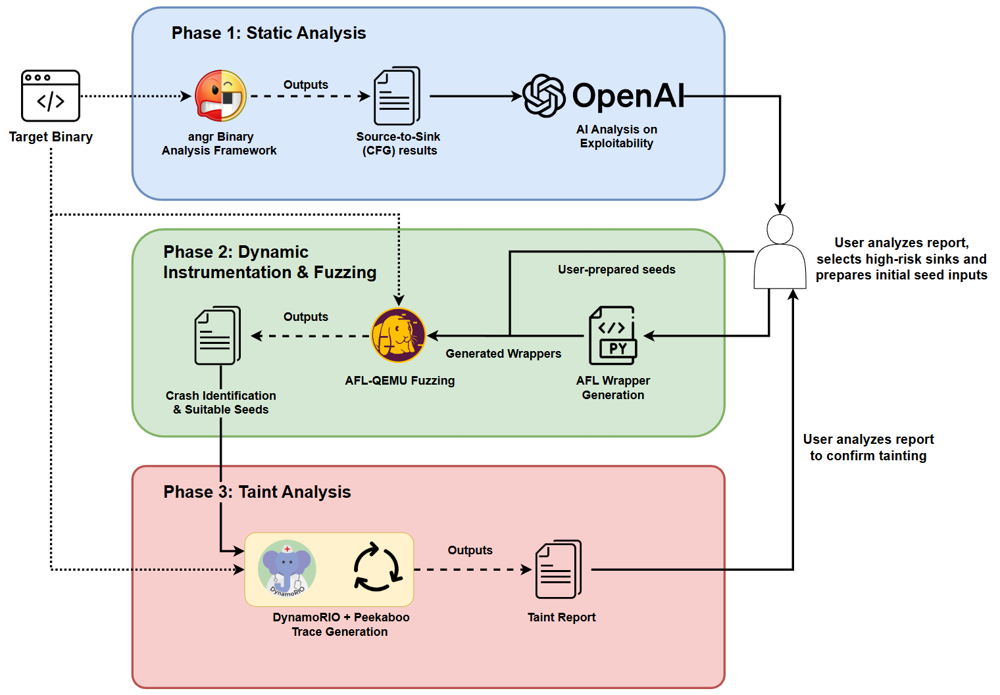 Phase 1: Static Analysis
</>
Target Binary
Outputs
angr Binary
Analysis Framework
Source-to-Sink
(CFG) results
OpenAI
AI Analysis on
Exploitability
User analyzes report,
selects high-risk sinks and
prepares initial seed inputs
Phase 2: Dynamic
Instrumentation & Fuzzing
User-prepared seeds
Outputs
</>
PY
Generated Wrappers
AFL-QEMU Fuzzing
AFL Wrapper
Generation
Crash Identification
& Suitable Seeds
User analyzes report
to confirm tainting
Phase 3: Taint Analysis
Outputs
DynamoRIO
DynamoRIO + Peekaboo
Trace Generation
Taint Report